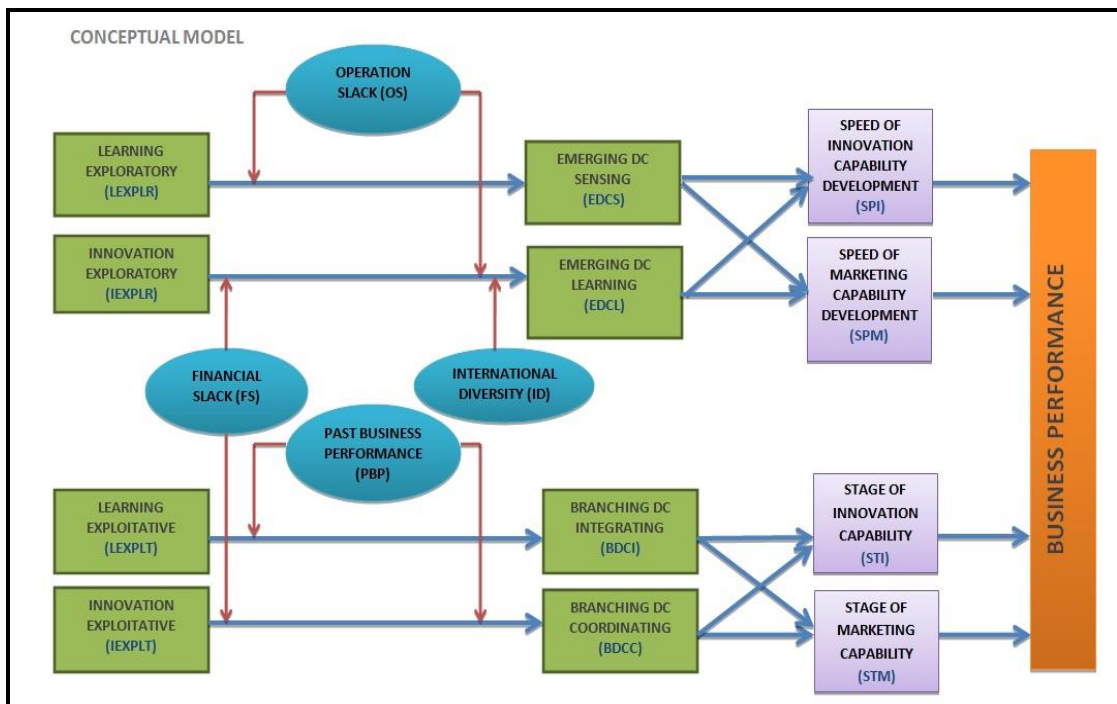 CONCEPTUAL MODEL
OPERATION
SLACK (OS)
LEARNING
EXPLORATORY
(LEXPLR)
EMERGING DC
SENSING
(EDCS)
SPEED OF
INNOVATION
CAPABILITY
DEVELOPMENT
(SPI)
INNOVATION
EXPLORATORY
(IEXPLR)
EMERGING DC
LEARNING
(EDCL)
SPEED OF
MARKETING
CAPABILITY
DEVELOPMENT
(SPM)
FINANCIAL
SLACK (FS)
INTERNATIONAL
DIVERSITY (ID)
PAST BUSINESS
PERFORMANCE
(PBP)
LEARNING
EXPLOITATIVE
(LEXPLT)
BRANCHING DC
INTEGRATING
(BDCI)
STAGE OF
INNOVATION
CAPABILITY
(STI)
INNOVATION
EXPLOITATIVE
(IEXPLT)
BRANCHING DC
COORDINATING
(BDCC)
STAGE OF
MARKETING
CAPABILITY
(STM)
BUSINESS PERFORMANCE